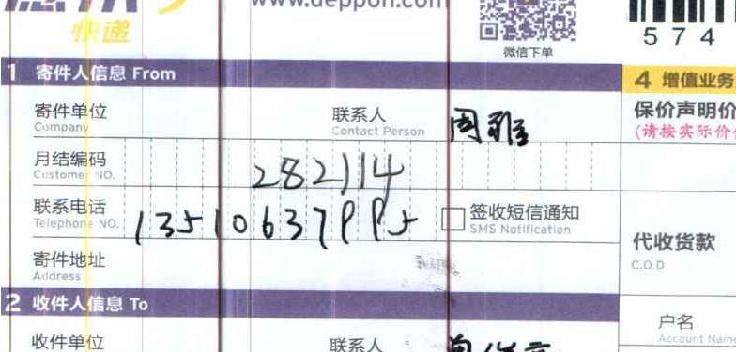 快递
www.deppon.com
微信下单
574
1 寄件人信息 From
4 增值业务
寄件单位
Company
联系人
Contact Person
周雅
保价声明价
(请按实际价
月结编码
Customer NO.
282114
联系电话
Telephone NO.
13510637995
签收短信通知
SMS Notification
代收货款
C.O.D
寄件地址
Address
2 收件人信息 To
户名
Account Name
收件单位
联系人